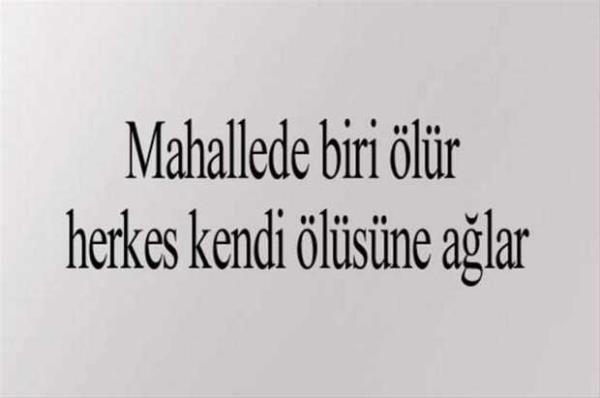 Mahallede biri ölür
herkes kendi ölüsüne ağlar